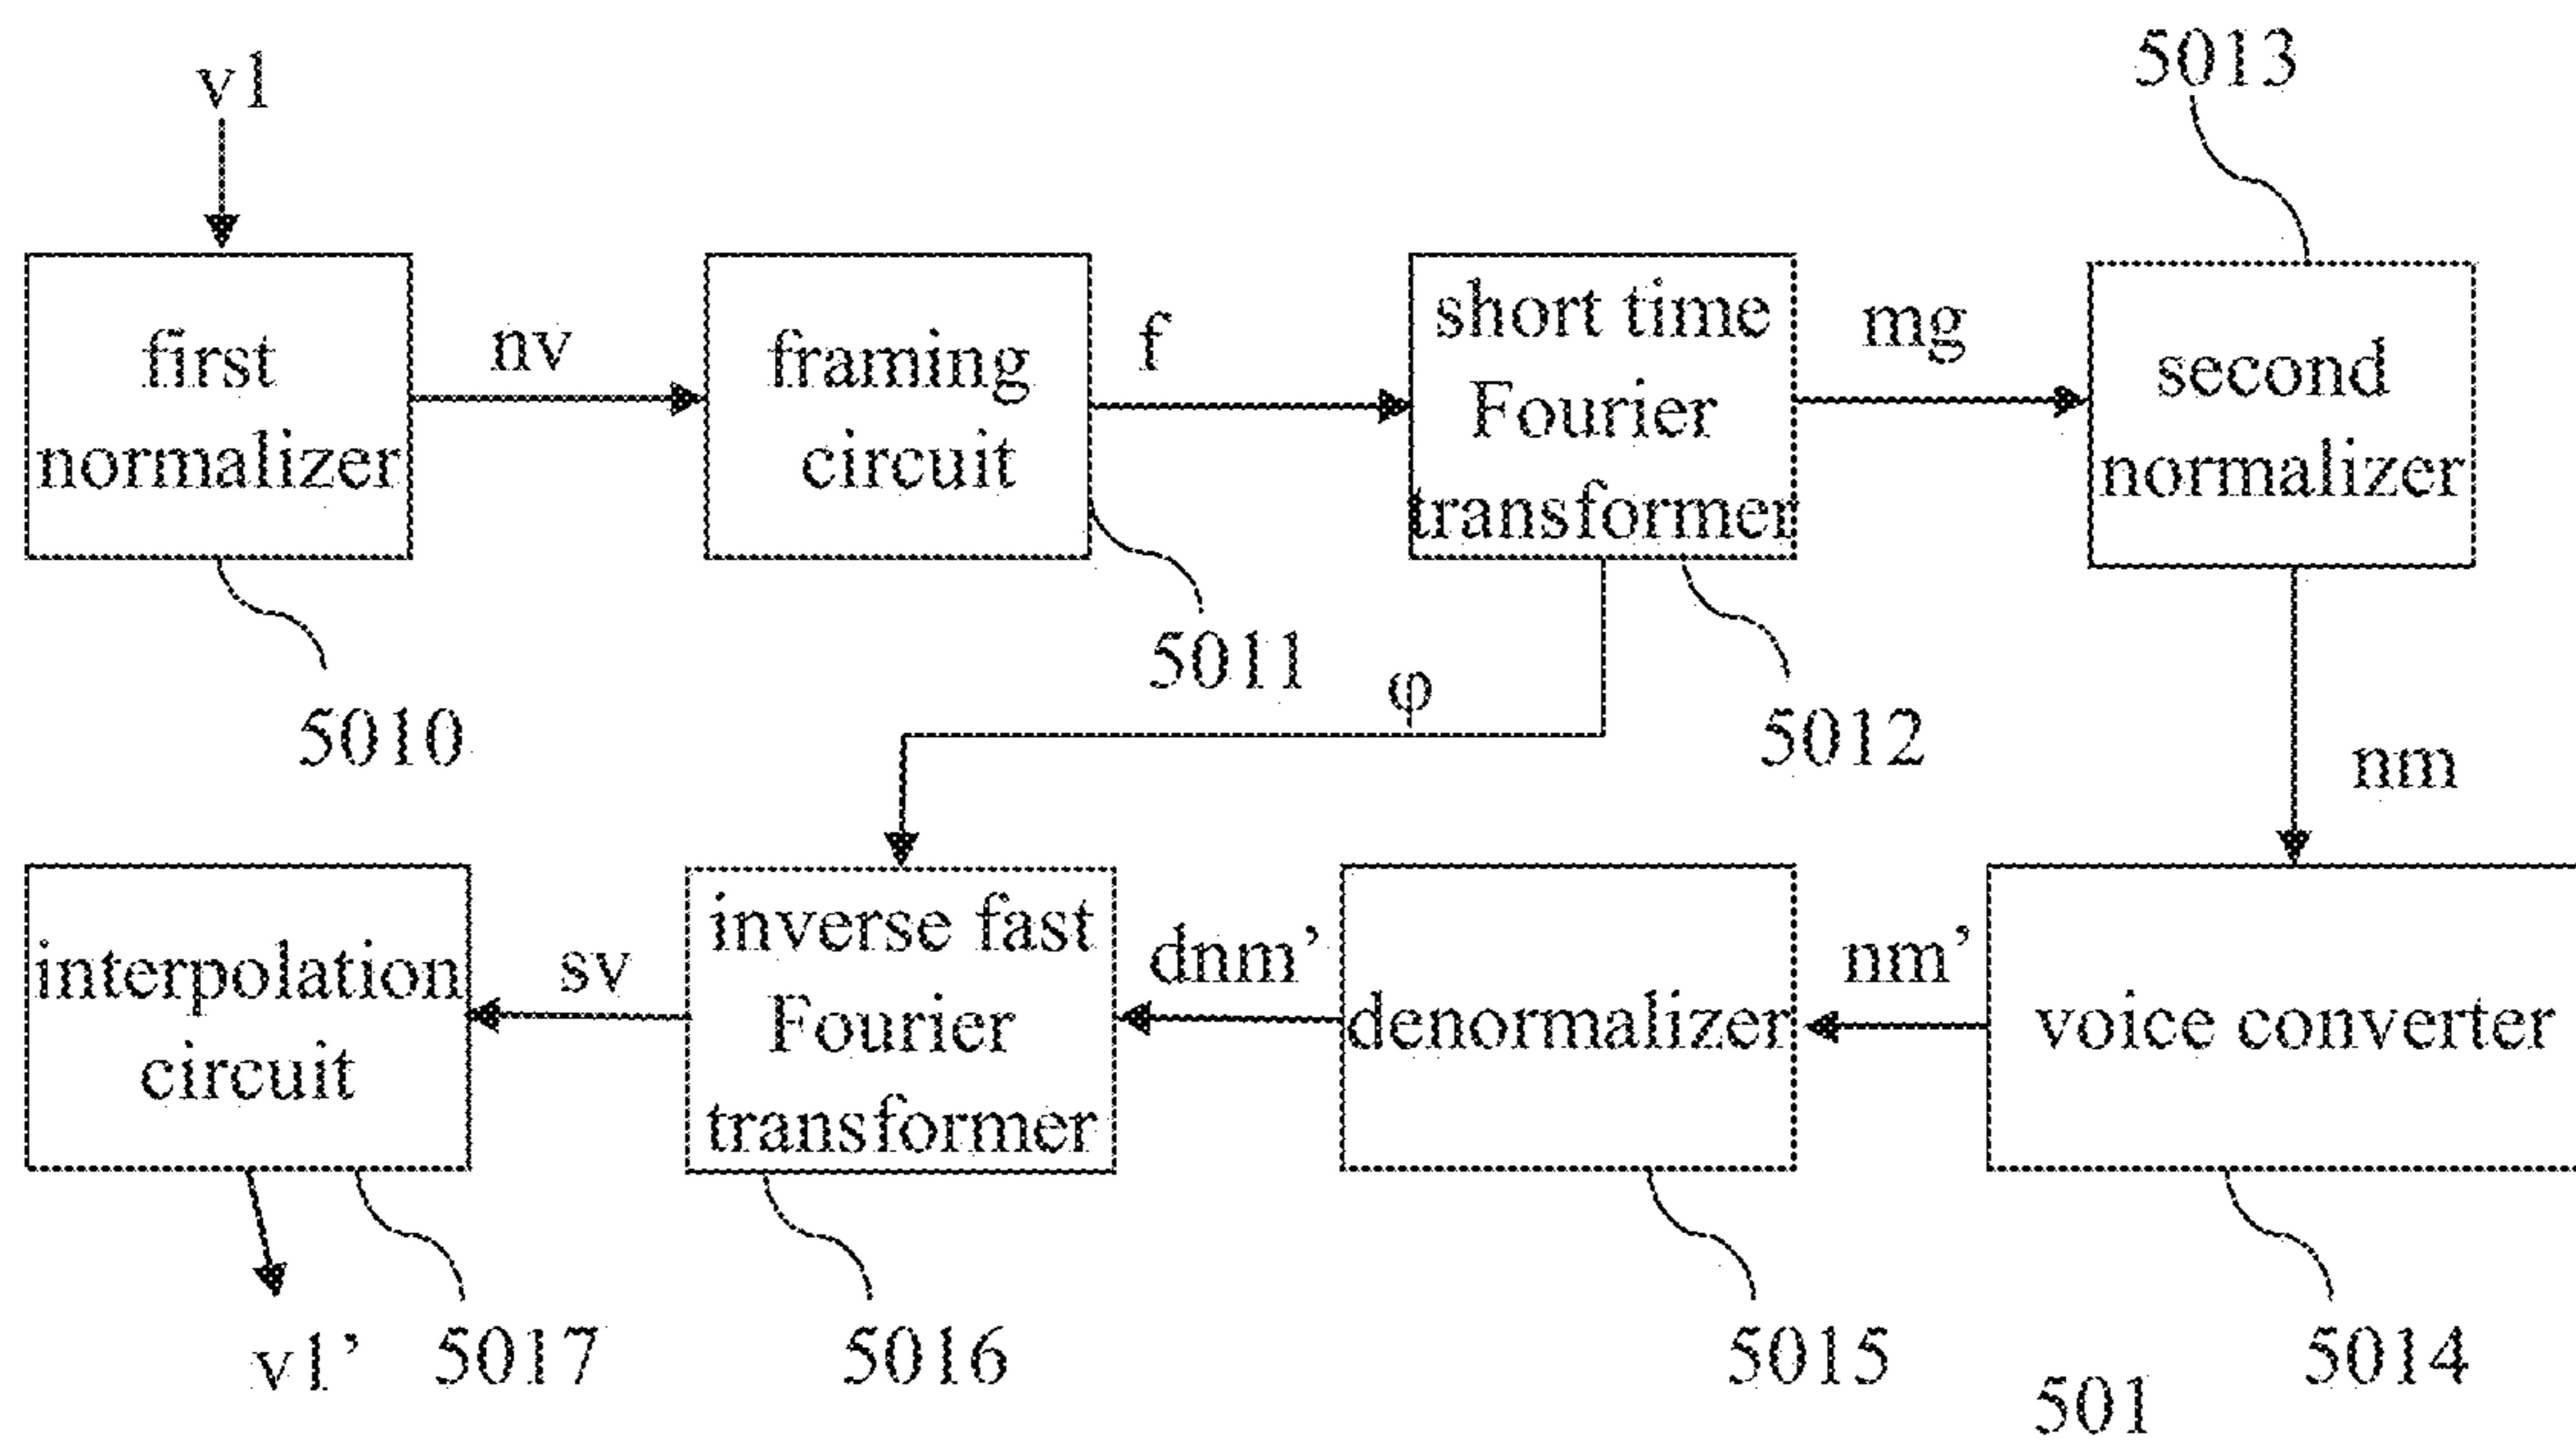 v1
5013
first
normalizer
nv
framing
circuit
f
short time
Fourier
transformer
mg
second
normalizer
5010
5011
φ
5012
nm
interpolation
circuit
sv
inverse fast
Fourier
transformer
dnm’
denormalizer
nm’
voice converter
v1’
5017
5016
5015
5014
501